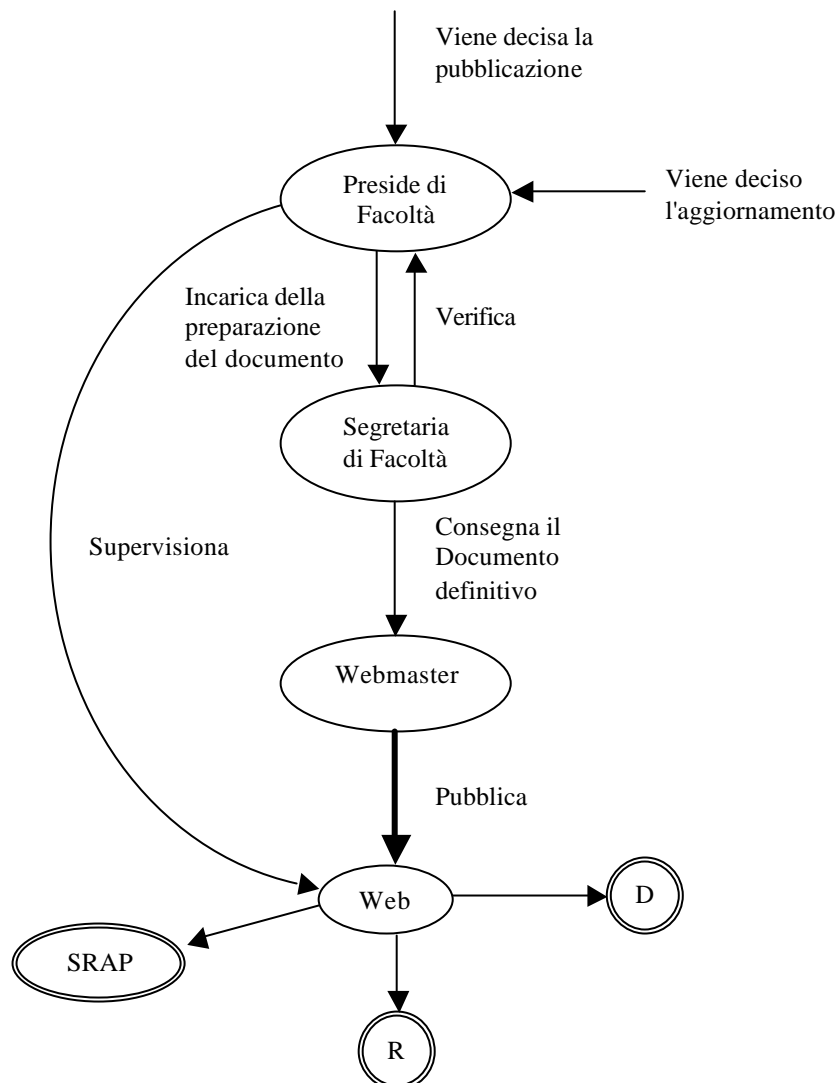 Viene decisa la
pubblicazione
Preside di
Facoltà
Viene deciso
l'aggiornamento
Incarica della
preparazione
del documento
Verifica
Segretaria
di Facoltà
Consegna il
Documento
definitivo
Supervisiona
Webmaster
Pubblica
Web
D
SRAP
R